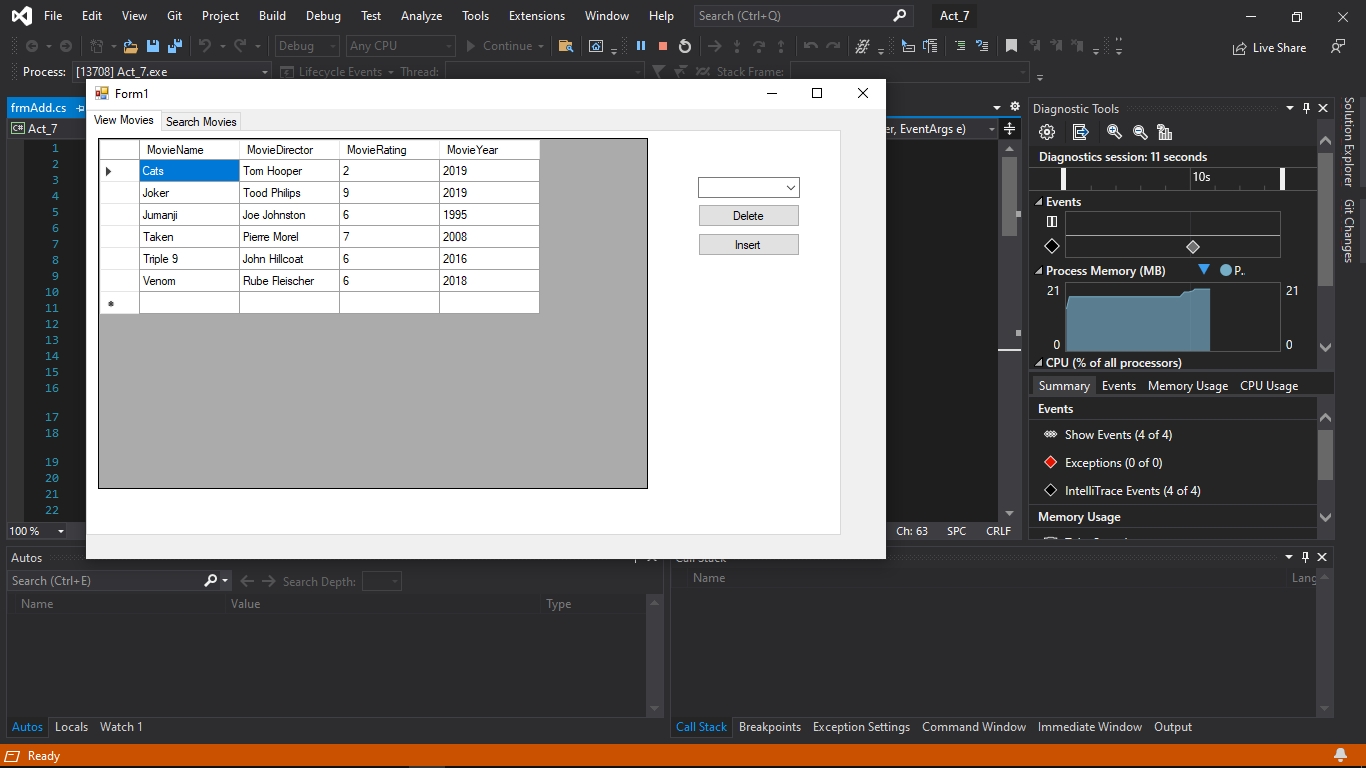 File Edit View Git Project Build Debug Test Analyze Tools Extensions Window Help Search (Ctrl+Q) Act_7
Debug Any CPU Continue Live Share
Process: [13708] Act_7.exe Lifecycle Events Thread: Stack Frame:
Form1
frmAdd.cs
Act_7
er, EventArgs e)
View Movies Search Movies
MovieName MovieDirector MovieRating MovieYear
Cats Tom Hooper 2 2019
Joker Tood Philips 9 2019
Jumanji Joe Johnston 6 1995
Taken Pierre Morel 7 2008
Triple 9 John Hillcoat 6 2016
Venom Rube Fleischer 6 2018
Delete
Insert
1
2
3
4
5
6
7
8
9
10
11
12
13
14
15
16
17
18
19
20
21
22
100 %
Ch: 63 SPC CRLF
Diagnostic Tools
Diagnostics session: 11 seconds
10s
Events
Process Memory (MB) P..
21 21
0 0
CPU (% of all processors)
Summary Events Memory Usage CPU Usage
Events
Show Events (4 of 4)
Exceptions (0 of 0)
IntelliTrace Events (4 of 4)
Memory Usage
Solution Explorer
Git Changes
Autos
Search (Ctrl+E) Search Depth:
Name Value Type
Autos Locals Watch 1
Call Stack
Name Lang
Call Stack Breakpoints Exception Settings Command Window Immediate Window Output
Ready